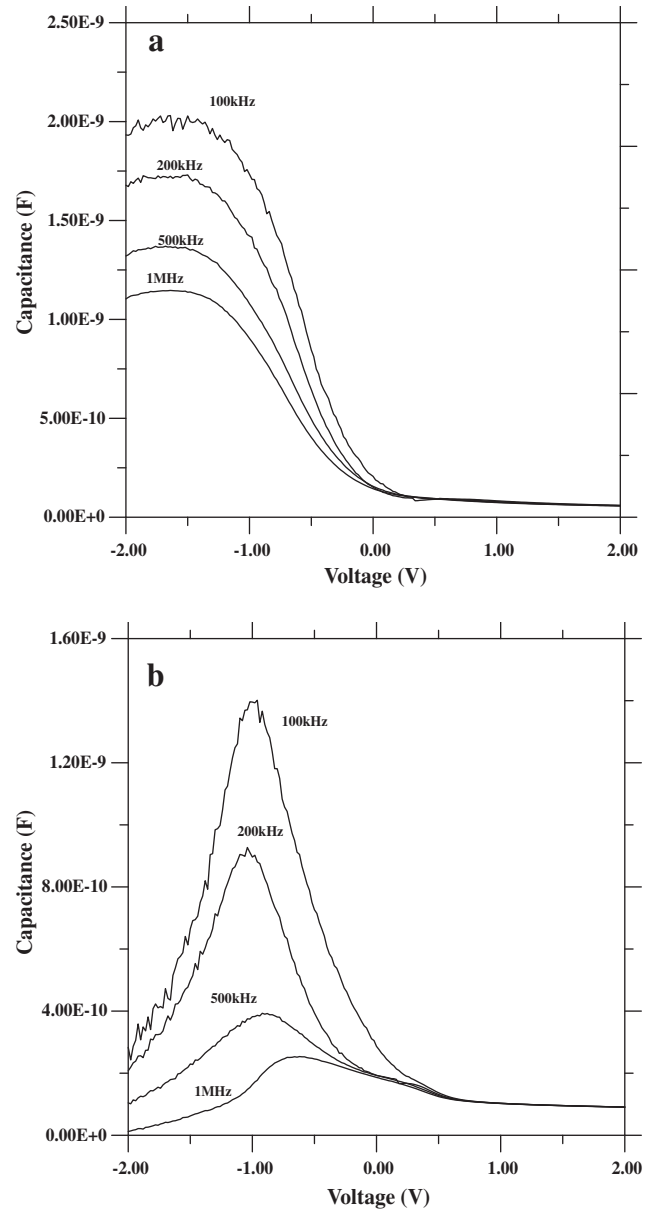 a
2.50E-9
2.00E-9
1.50E-9
1.00E-9
5.00E-10
0.00E+0
Capacitance (F)
100kHz
200kHz
500kHz
1MHz
-2.00
-1.00
0.00
1.00
2.00
Voltage (V)
b
1.60E-9
1.20E-9
8.00E-10
4.00E-10
0.00E+0
Capacitance (F)
100kHz
200kHz
500kHz
1MHz
-2.00
-1.00
0.00
1.00
2.00
Voltage (V)